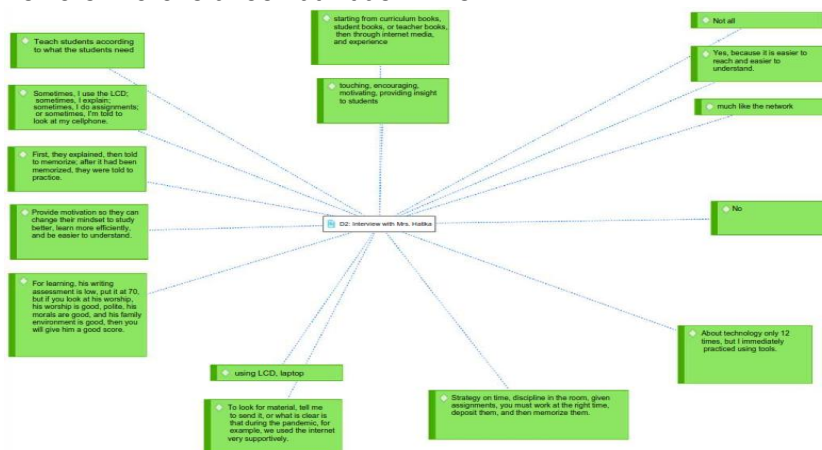 Teach students according
to what the students need
starting from curriculum books,
student books, or teacher books,
then through internet media,
and experience
Not all
Yes, because it is easier to
reach and easier to
understand.
Sometimes, I use the LCD;
sometimes, I explain;
sometimes, I do assignments;
or sometimes, I'm told to
look at my cellphone.
touching, encouraging,
motivating, providing insight
to students
much like the network
First, they explained, then told
to memorize; after it had been
memorized, they were told to
practice.
Provide motivation so they can
change their mindset to study
better, learn more efficiently,
and be easier to understand.
D2: Interview with Mrs. Hatika
No
For learning, his writing
assessment is low, put it at 70,
but if you look at his worship,
his worship is good, polite, his
morals are good, and his family
environment is good, then you
will give him a good score.
About technology only 12
times, but I immediately
practiced using tools.
using LCD, laptop
To look for material, tell me
to send it, or what is clear is
that during the pandemic, for
example, we used the internet
very supportively.
Strategy on time, discipline in the room, given
assignments, you must work at the right time,
deposit them, and then memorize them.